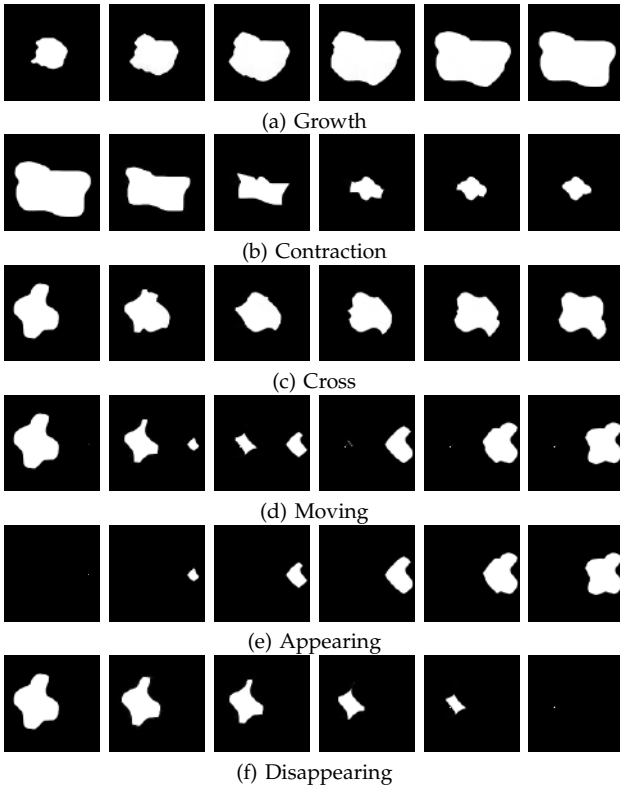 (a) Growth
(b) Contraction
(c) Cross
(d) Moving
(e) Appearing
(f) Disappearing